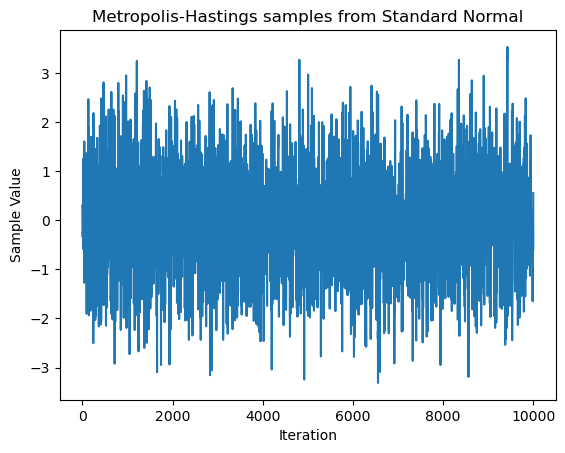 Metropolis-Hastings samples from Standard Normal
3
2
1
0
−1
−2
−3
Sample Value
0 2000 4000 6000 8000 10000
Iteration